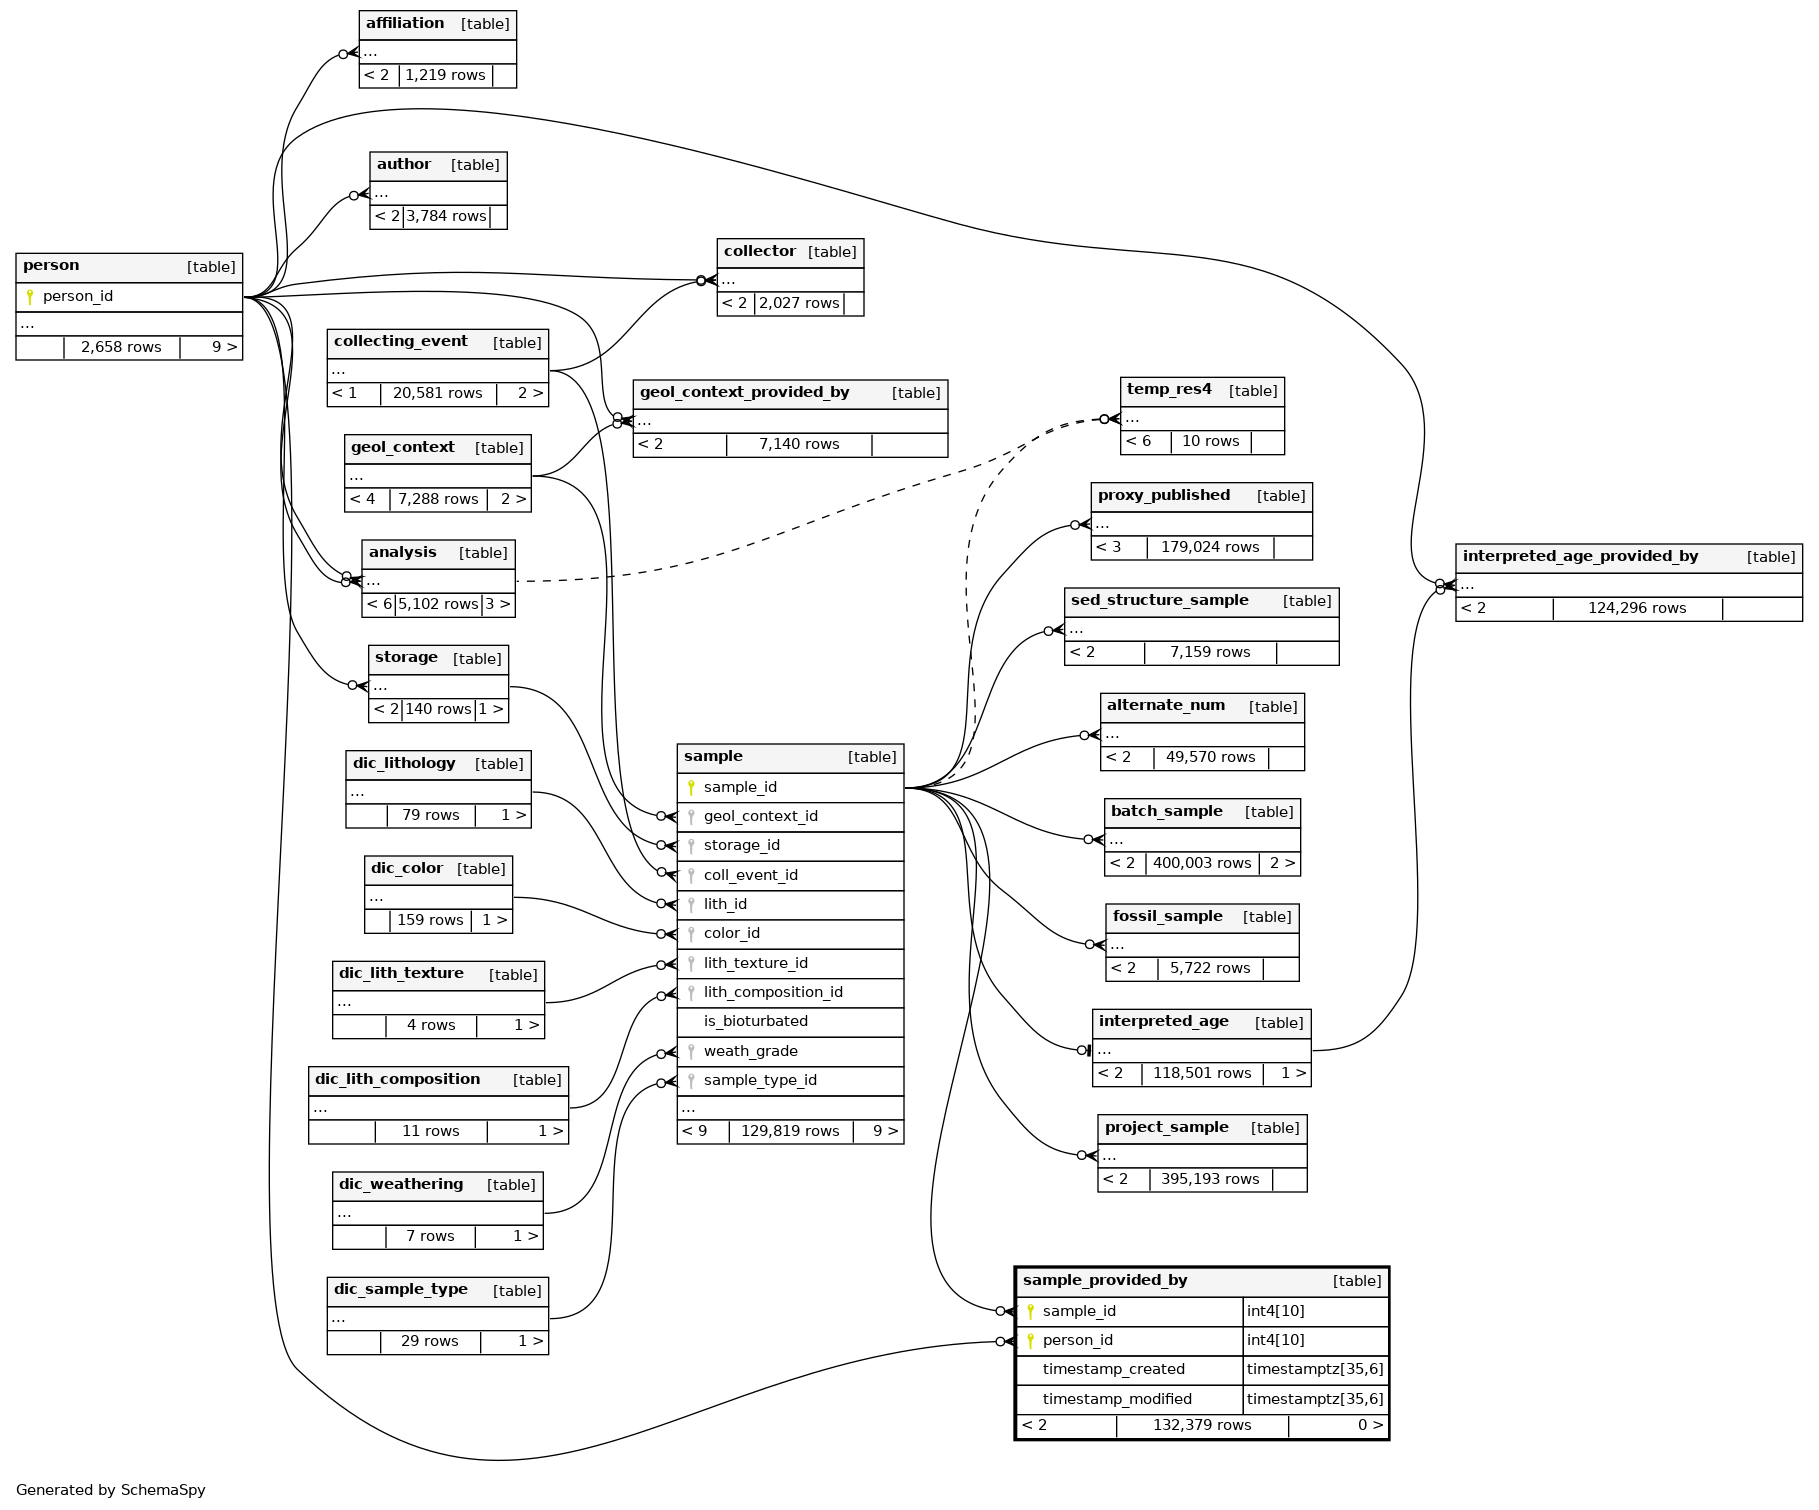 affiliation [table]
...
< 2 1,219 rows
author [table]
...
< 2 3,784 rows
person [table]
person_id
...
2,658 rows 9 >
collector [table]
...
< 2 2,027 rows
collecting_event [table]
...
< 1 20,581 rows 2 >
geol_context_provided_by [table]
...
< 2 7,140 rows
temp_res4 [table]
...
< 6 10 rows
geol_context [table]
...
< 4 7,288 rows 2 >
proxy_published [table]
...
< 3 179,024 rows
analysis [table]
...
< 6 5,102 rows 3 >
interpreted_age_provided_by [table]
...
< 2 124,296 rows
sed_structure_sample [table]
...
< 2 7,159 rows
storage [table]
...
< 2 140 rows 1 >
alternate_num [table]
...
< 2 49,570 rows
dic_lithology [table]
...
79 rows 1 >
sample [table]
sample_id
geol_context_id
storage_id
coll_event_id
lith_id
color_id
lith_texture_id
lith_composition_id
is_bioturbated
weath_grade
sample_type_id
...
< 9 129,819 rows 9 >
batch_sample [table]
...
< 2 400,003 rows 2 >
dic_color [table]
...
159 rows 1 >
fossil_sample [table]
...
< 2 5,722 rows
dic_lith_texture [table]
...
4 rows 1 >
interpreted_age [table]
...
< 2 118,501 rows 1 >
dic_lith_composition [table]
...
11 rows 1 >
project_sample [table]
...
< 2 395,193 rows
dic_weathering [table]
...
7 rows 1 >
dic_sample_type [table]
...
29 rows 1 >
sample_provided_by [table]
sample_id int4[10]
person_id int4[10]
timestamp_created timestamptz[35,6]
timestamp_modified timestamptz[35,6]
< 2 132,379 rows 0 >
Generated by SchemaSpy